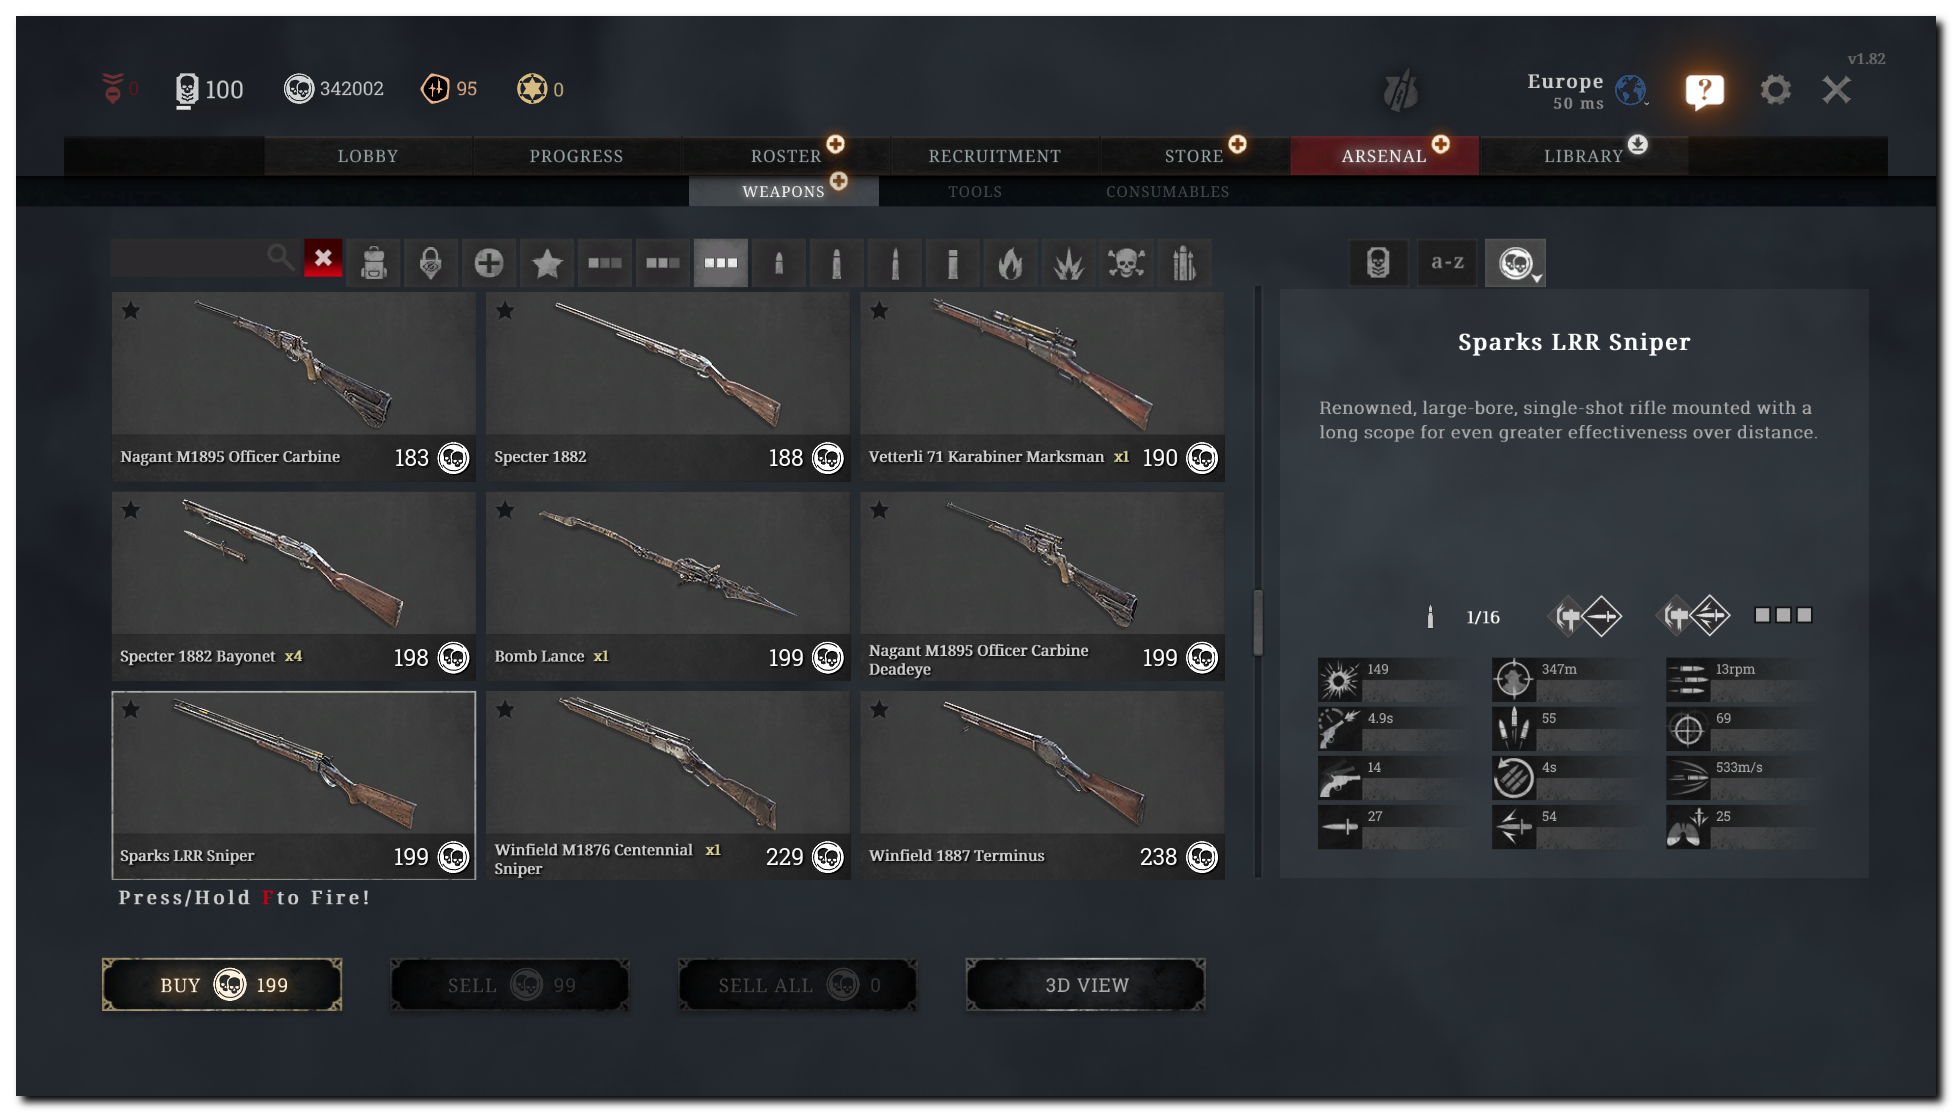 v1.82
0
100
342002
95
0
Europe
50 ms
?
LOBBY
PROGRESS
ROSTER
RECRUITMENT
STORE
ARSENAL
LIBRARY
WEAPONS
TOOLS
CONSUMABLES
a-z
Nagant M1895 Officer Carbine 183
Specter 1882 188
Vetterli 71 Karabiner Marksman x1 190
Specter 1882 Bayonet x4 198
Bomb Lance x1 199
Nagant M1895 Officer Carbine
Deadeye
199
Sparks LRR Sniper 199
Winfield M1876 Centennial
Sniper
x1 229
Winfield 1887 Terminus 238
Press/Hold F to Fire!
Sparks LRR Sniper
Renowned, large-bore, single-shot rifle mounted with a
long scope for even greater effectiveness over distance.
1/16
149
347m
13rpm
4.9s
55
69
14
4s
533m/s
27
54
25
BUY 199
SELL 99
SELL ALL 0
3D VIEW